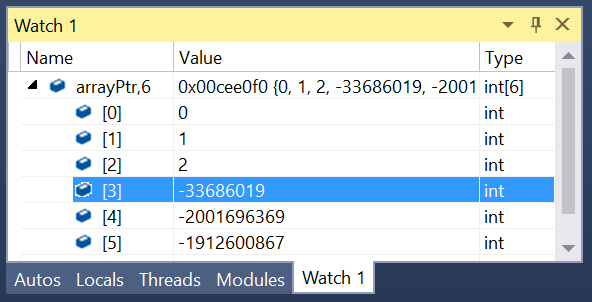 Watch 1
Name Value Type
arrayPtr,6 0x00cee0f0 {0, 1, 2, -33686019, -2001 int[6]
[0] 0 int
[1] 1 int
[2] 2 int
[3] -33686019 int
[4] -2001696369 int
[5] -1912600867 int
Autos Locals Threads Modules Watch 1